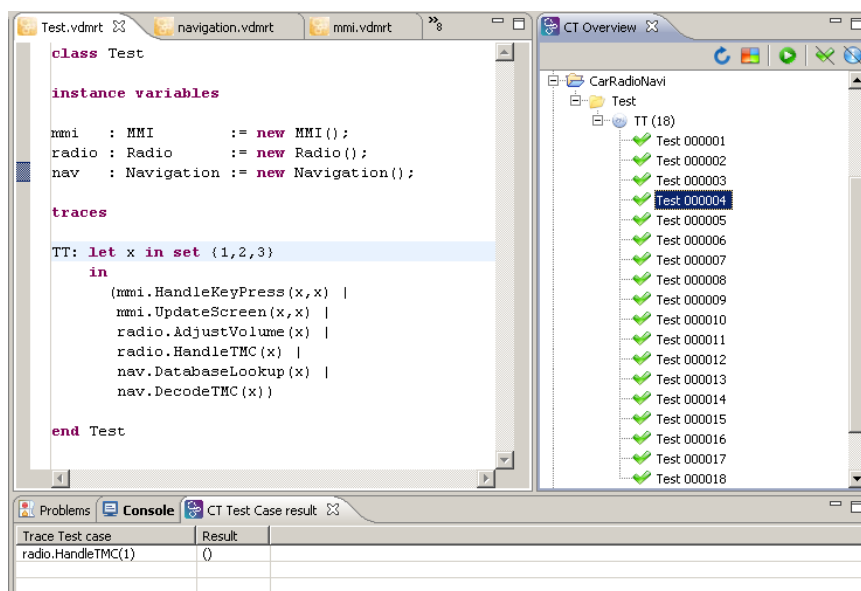 Test.vdmrt navigation.vdmrt mmi.vdmrt »8
class Test
instance variables
mmi : MMI := new MMI();
radio : Radio := new Radio();
nav : Navigation := new Navigation();
traces
TT: let x in set {1,2,3}
in
(mmi.HandleKeyPress(x,x) |
mmi.UpdateScreen(x,x) |
radio.AdjustVolume(x) |
radio.HandleTMC(x) |
nav.DatabaseLookup(x) |
nav.DecodeTMC(x))
end Test
CT Overview
CarRadioNavi
Test
TT (18)
Test 000001
Test 000002
Test 000003
Test 000004
Test 000005
Test 000006
Test 000007
Test 000008
Test 000009
Test 000010
Test 000011
Test 000012
Test 000013
Test 000014
Test 000015
Test 000016
Test 000017
Test 000018
Problems Console CT Test Case result
Trace Test case Result
radio.HandleTMC(1) ()